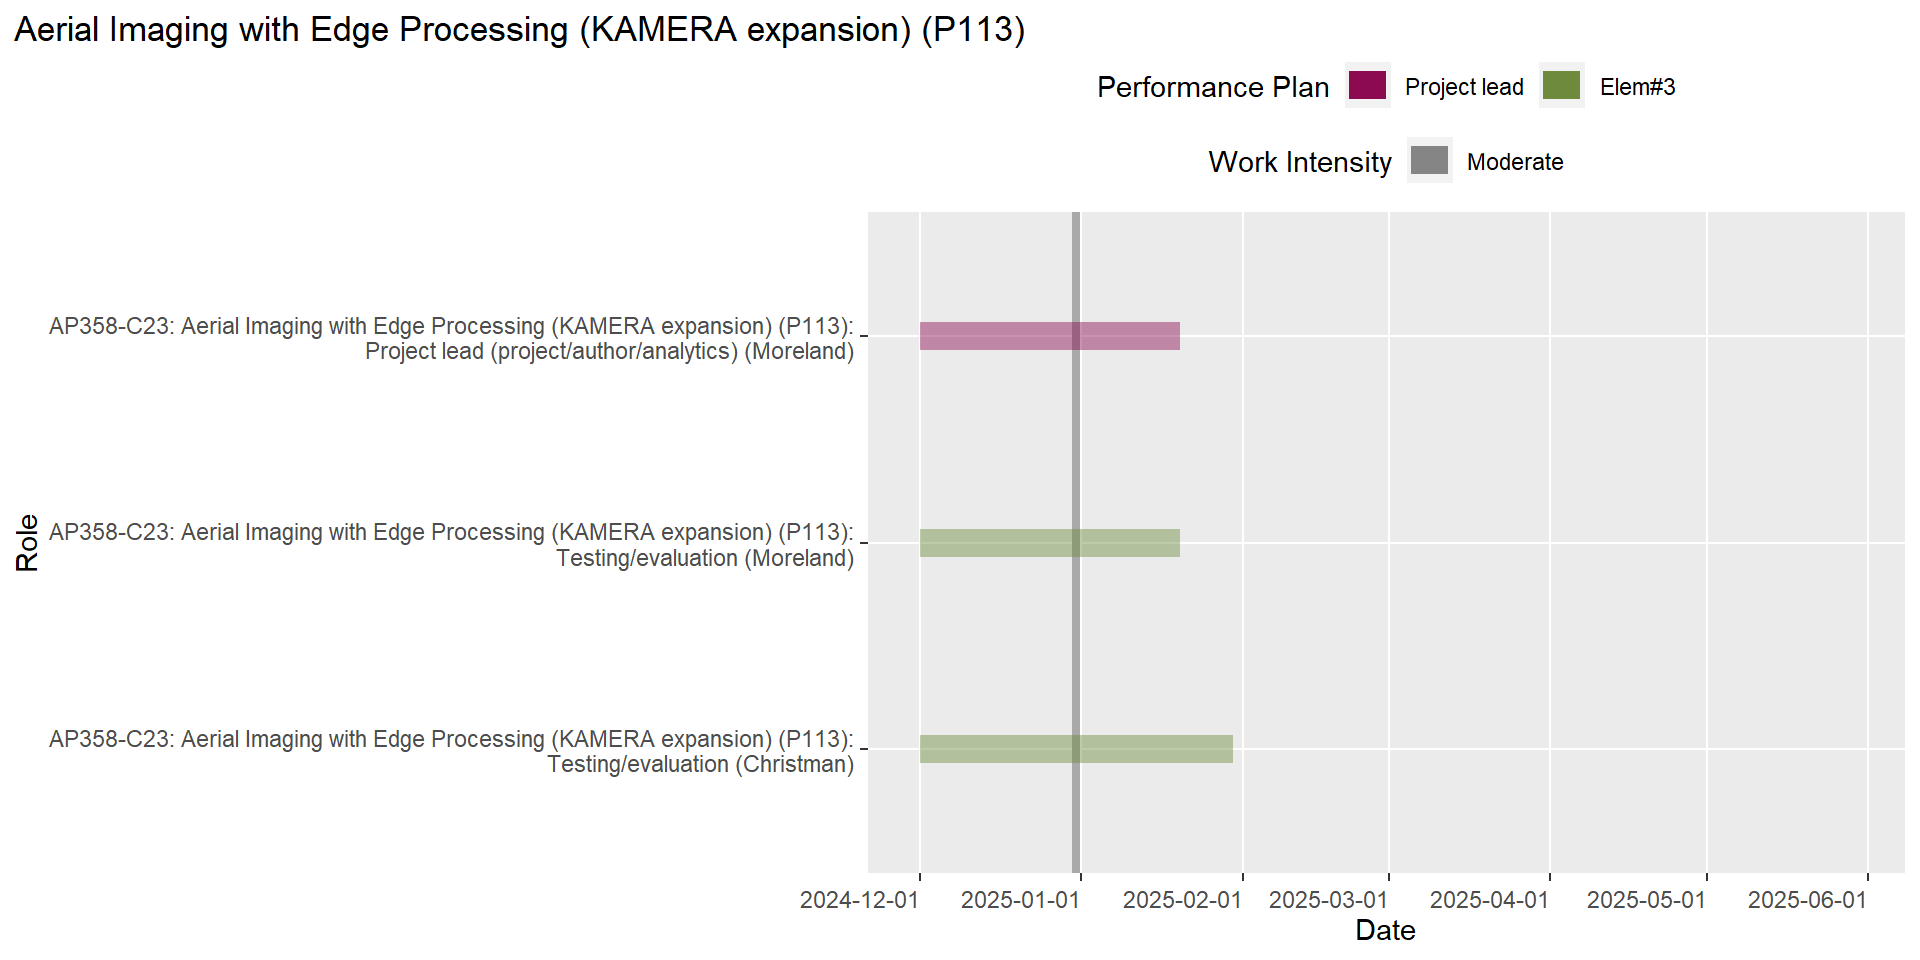 Aerial Imaging with Edge Processing (KAMERA expansion) (P113)
Performance Plan Project lead Elem#3
Work Intensity Moderate
AP358-C23: Aerial Imaging with Edge Processing (KAMERA expansion) (P113):
Project lead (project/author/analytics) (Moreland)
Role
AP358-C23: Aerial Imaging with Edge Processing (KAMERA expansion) (P113):
Testing/evaluation (Moreland)
AP358-C23: Aerial Imaging with Edge Processing (KAMERA expansion) (P113):
Testing/evaluation (Christman)
2024-12-01 2025-01-01 2025-02-01 2025-03-01 2025-04-01 2025-05-01 2025-06-01
Date